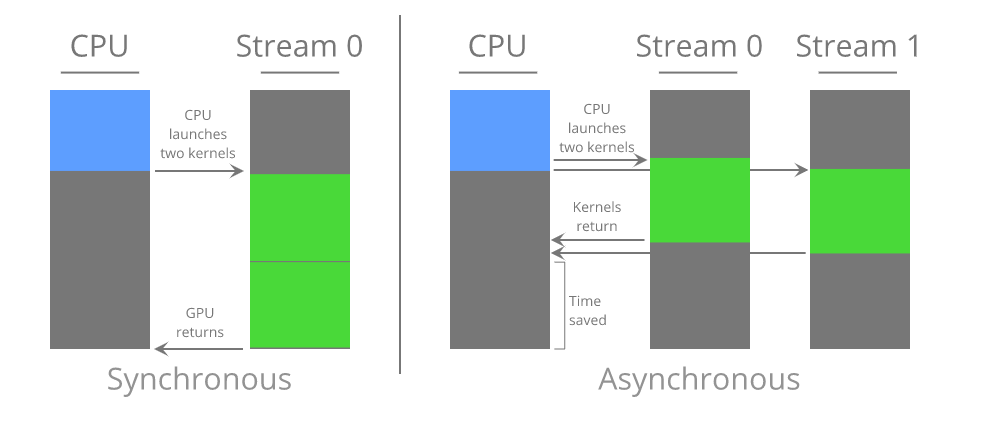 CPU
Stream 0
CPU
launches
two kernels
GPU
returns
Synchronous
CPU
Stream 0
Stream 1
CPU
launches
two kernels
Kernels
return
Time
saved
Asynchronous